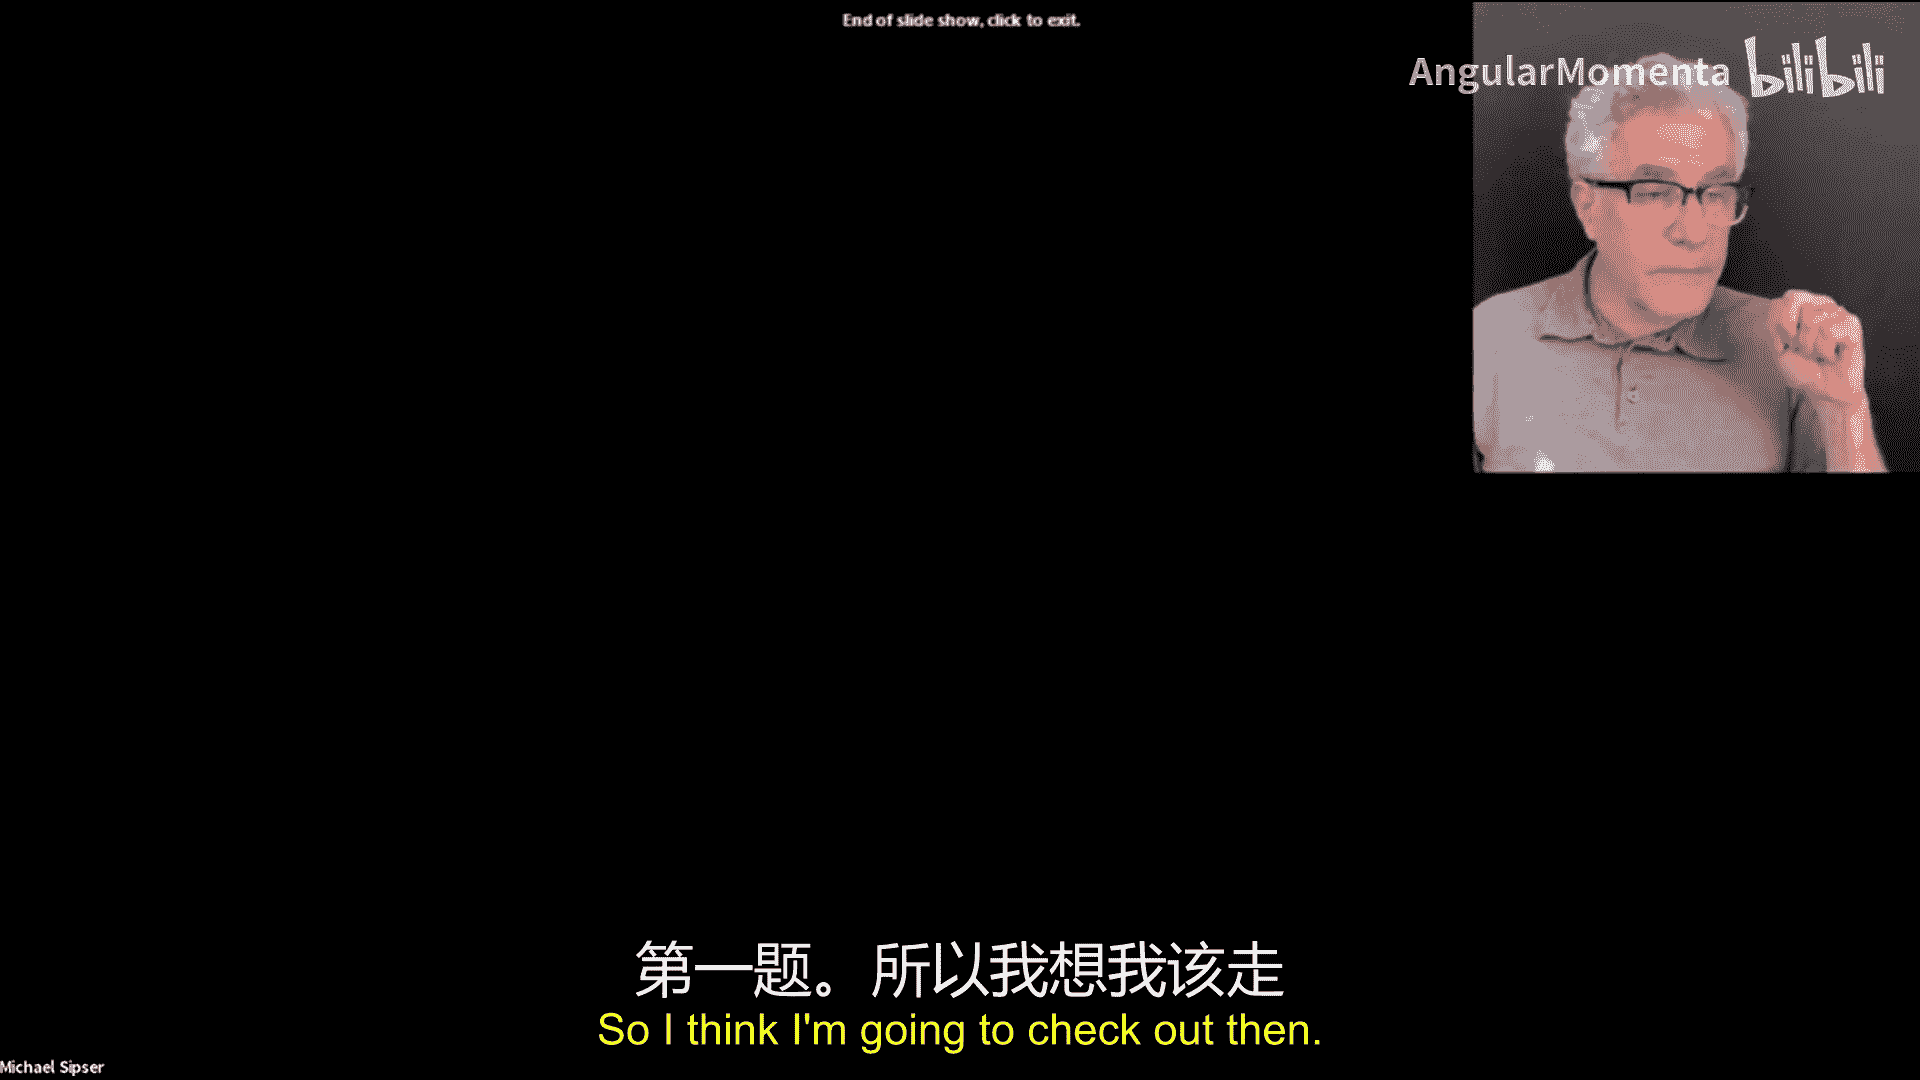 End of slide show, click to exit.
AngularMomenta bilibili
第一题。所以我想我该走
So I think I'm going to check out then.
Michael Sipser